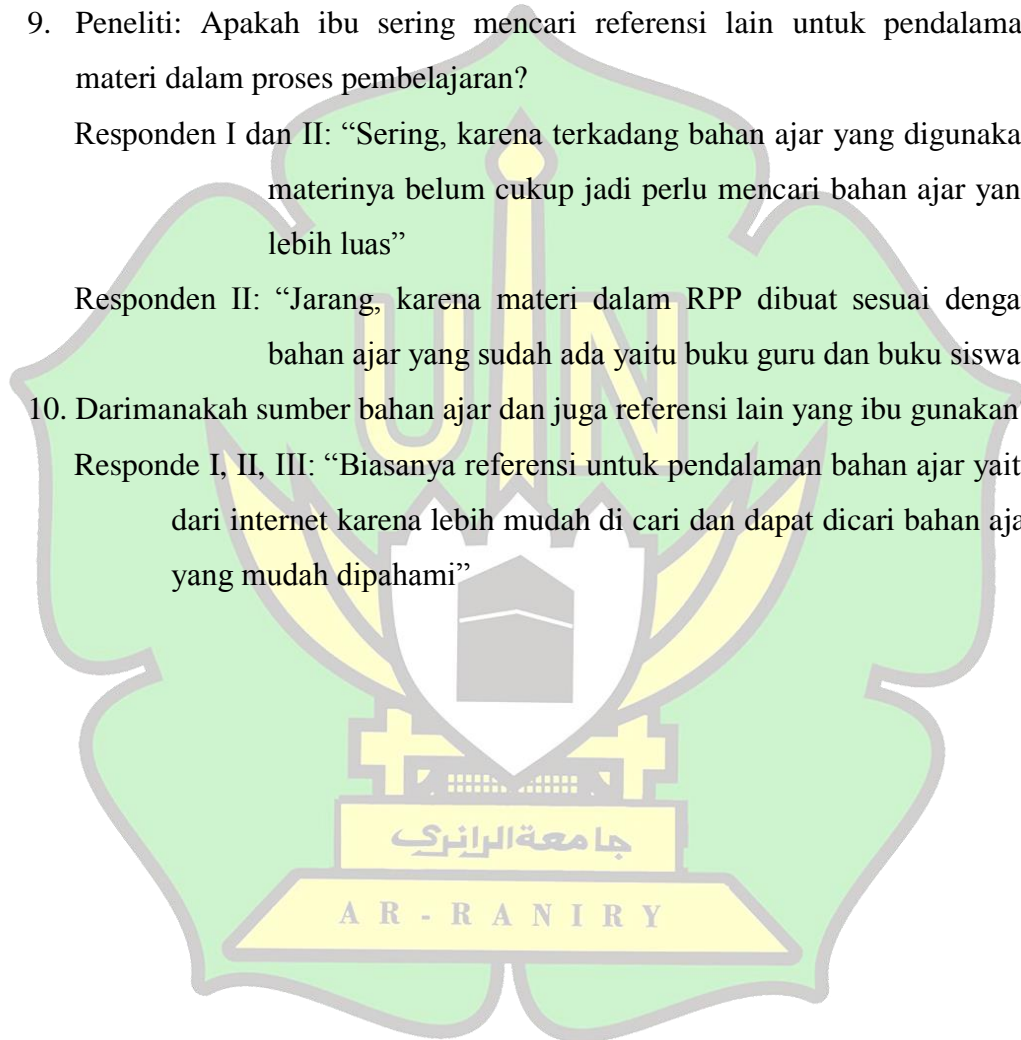 9. Peneliti: Apakah ibu sering mencari referensi lain untuk pendalama
materi dalam proses pembelajaran?
Responden I dan II: “Sering, karena terkadang bahan ajar yang digunaka
materinya belum cukup jadi perlu mencari bahan ajar yan
lebih luas”
Responden II: “Jarang, karena materi dalam RPP dibuat sesuai denga
bahan ajar yang sudah ada yaitu buku guru dan buku siswa
10. Darimanakah sumber bahan ajar dan juga referensi lain yang ibu gunakan
Responde I, II, III: “Biasanya referensi untuk pendalaman bahan ajar yait
dari internet karena lebih mudah di cari dan dapat dicari bahan aja
yang mudah dipahami”
UIN
جامعة الرانري
AR-RANIRY